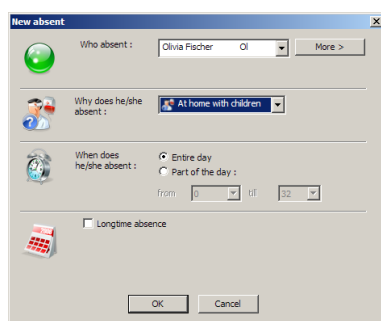 New absent
Who absent : Olivia Fischer Ol More >
Why does he/she absent : At home with children
When does he/she absent : Entire day
Part of the day :
from 0 till 32
Longtime absence
OK Cancel